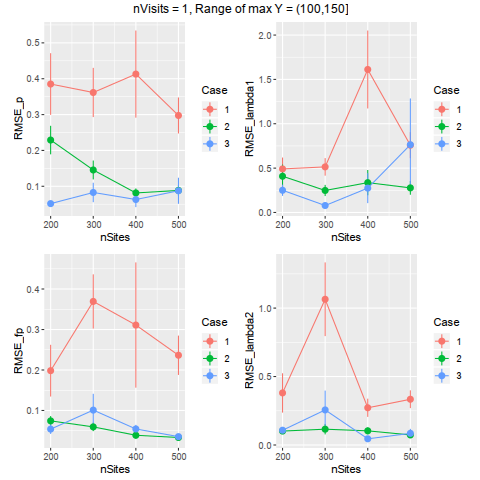 nVisits = 1, Range of max Y = (100,150]
RMSE_p
0.5
0.4
0.3
0.2
0.1
200 300 400 500
nSites
Case
1
2
3
RMSE_lambda1
2.0
1.5
1.0
0.5
0.0
200 300 400 500
nSites
Case
1
2
3
RMSE_fp
0.4
0.3
0.2
0.1
200 300 400 500
nSites
Case
1
2
3
RMSE_lambda2
1.0
0.5
0.0
200 300 400 500
nSites
Case
1
2
3